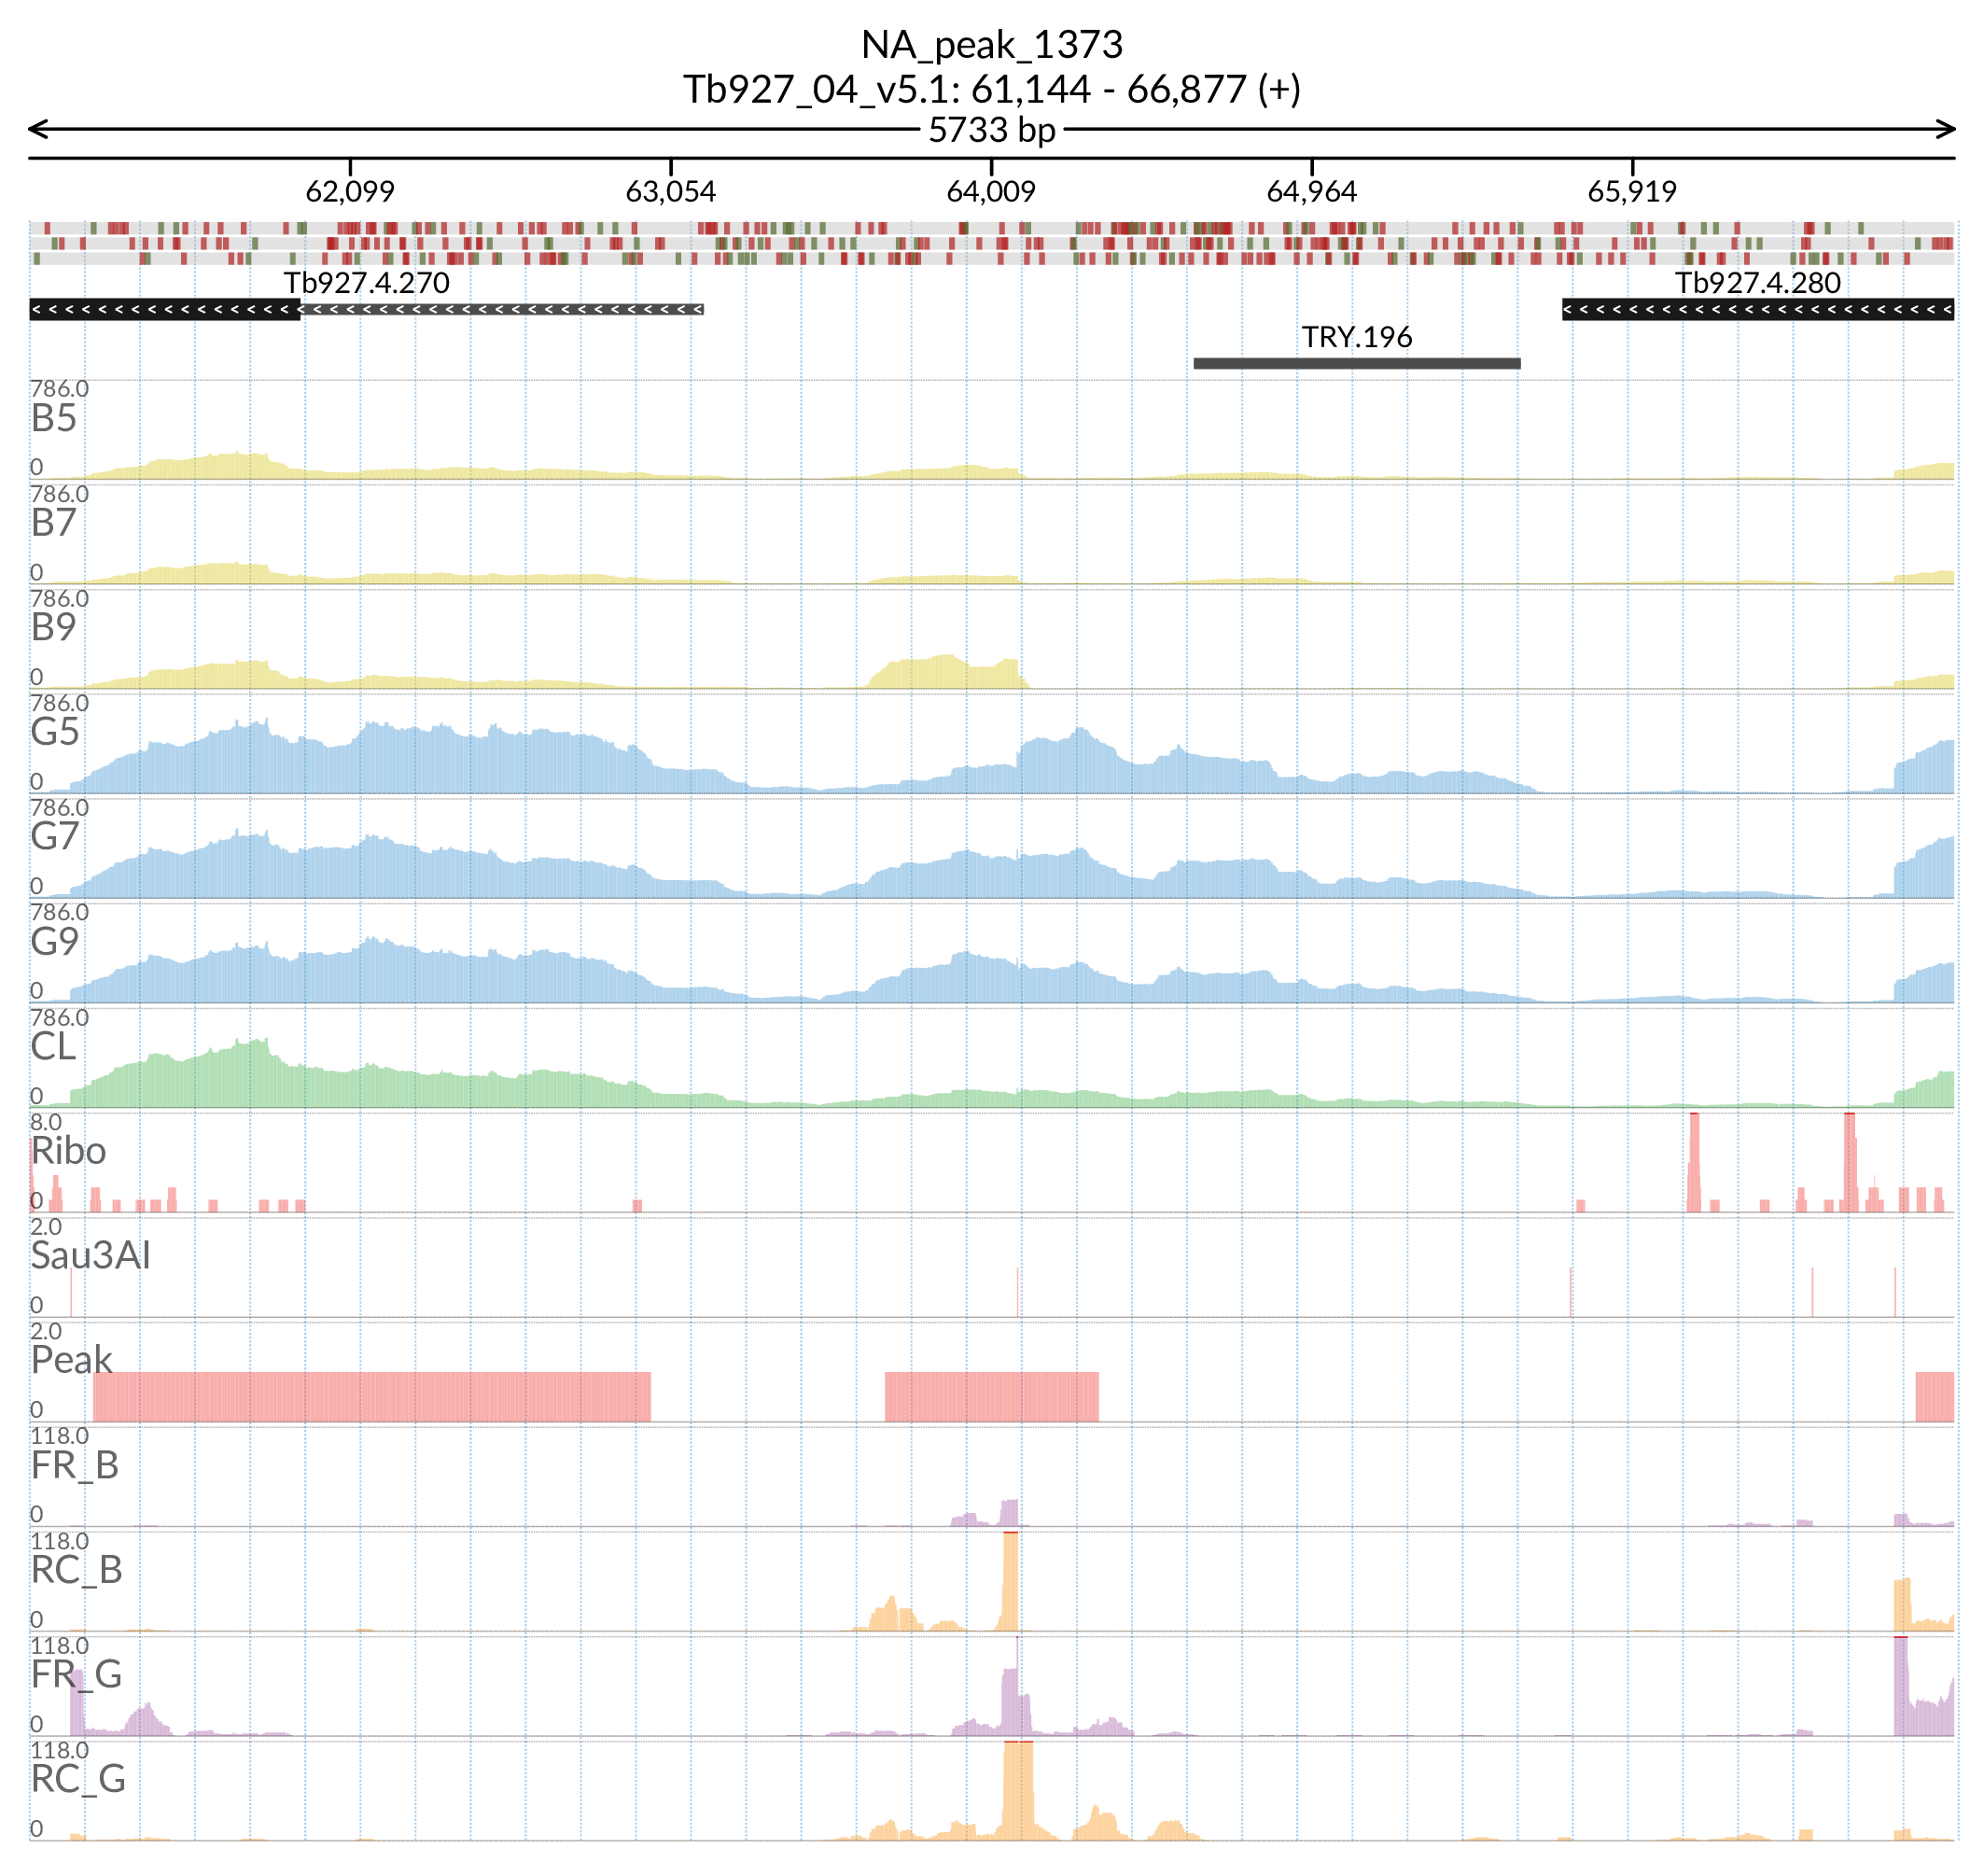 NA_peak_1373
Tb927_04_v5.1: 61,144 - 66,877 (+)
5733 bp
62,099 63,054 64,009 64,964 65,919
Tb927.4.270 Tb927.4.280
TRY.196
786.0
B5
0
786.0
B7
0
786.0
B9
0
786.0
G5
0
786.0
G7
0
786.0
G9
0
786.0
CL
0
8.0
Ribo
0
2.0
Sau3AI
0
2.0
Peak
0
118.0
FR_B
0
118.0
RC_B
0
118.0
FR_G
0
118.0
RC_G
0